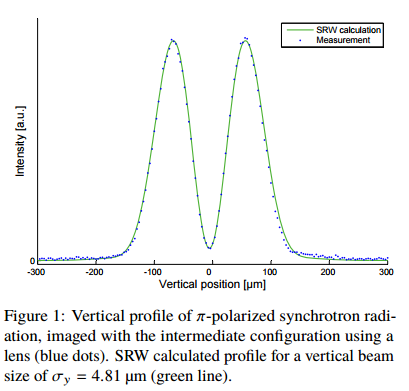 SRW calculation
Measurement
Intensity [a.u.]
0
-300 -200 -100 0 100 200 300
Vertical position [µm]
Figure 1: Vertical profile of π-polarized synchrotron radi-
ation, imaged with the intermediate configuration using a
lens (blue dots). SRW calculated profile for a vertical beam
size of σy = 4.81 µm (green line).